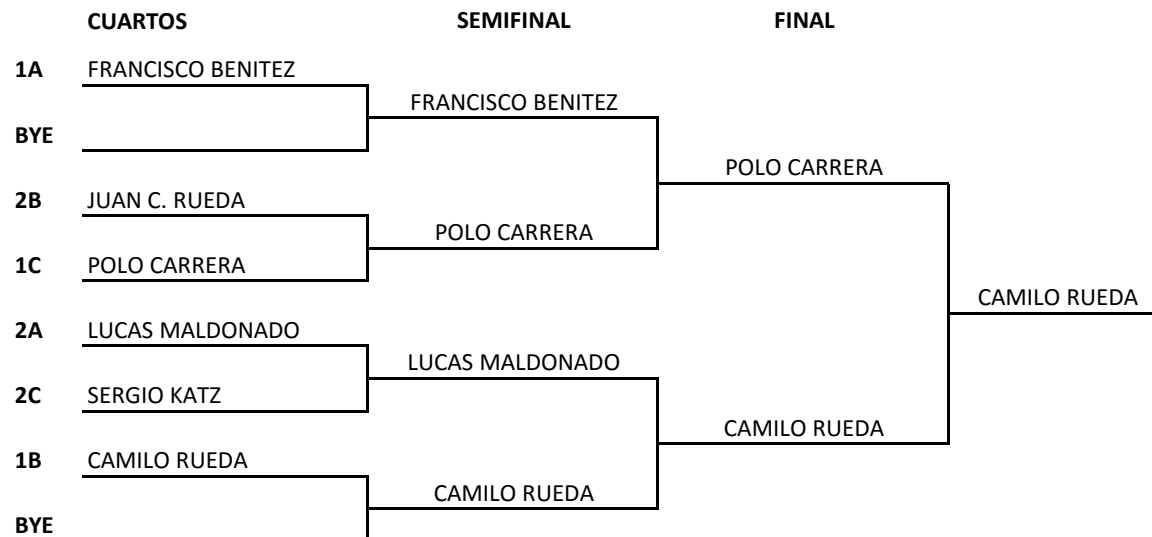 CUARTOS SEMIFINAL FINAL
1A FRANCISCO BENITEZ
FRANCISCO BENITEZ
BYE
POLO CARRERA
2B JUAN C. RUEDA
POLO CARRERA
1C POLO CARRERA
CAMILO RUEDA
2A LUCAS MALDONADO
LUCAS MALDONADO
2C SERGIO KATZ
CAMILO RUEDA
1B CAMILO RUEDA
CAMILO RUEDA
BYE